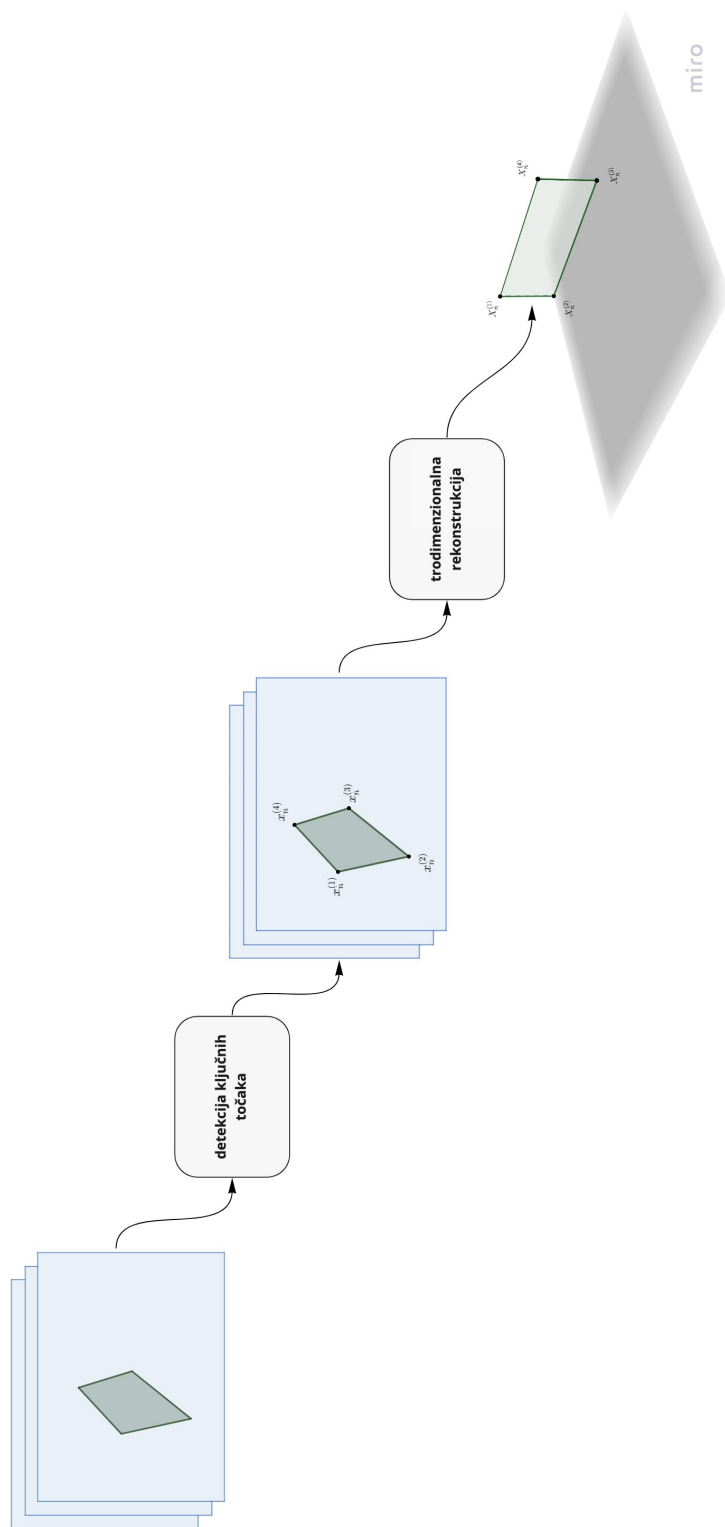 detekcija ključnih
točaka
x_n^{(1)}
x_n^{(2)}
x_n^{(3)}
x_n^{(4)}
trodimenzionalna
rekonstrukcija
X_n^{(1)}
X_n^{(2)}
X_n^{(3)}
X_n^{(4)}
miro